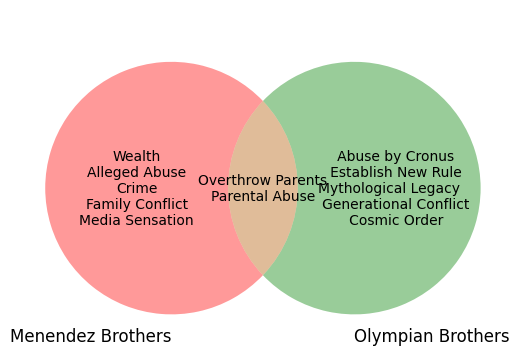 Wealth
Alleged Abuse
Crime
Family Conflict
Media Sensation
Overthrow Parents
Parental Abuse
Abuse by Cronus
Establish New Rule
Mythological Legacy
Generational Conflict
Cosmic Order
Menendez Brothers
Olympian Brothers